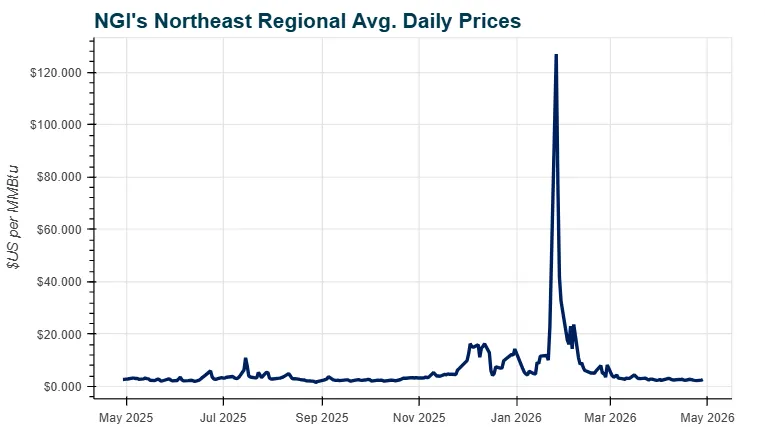 NGI's Northeast Regional Avg. Daily Prices
$US per MMBtu
$120.000
$100.000
$80.000
$60.000
$40.000
$20.000
$0.000
May 2025 Jul 2025 Sep 2025 Nov 2025 Jan 2026 Mar 2026 May 2026